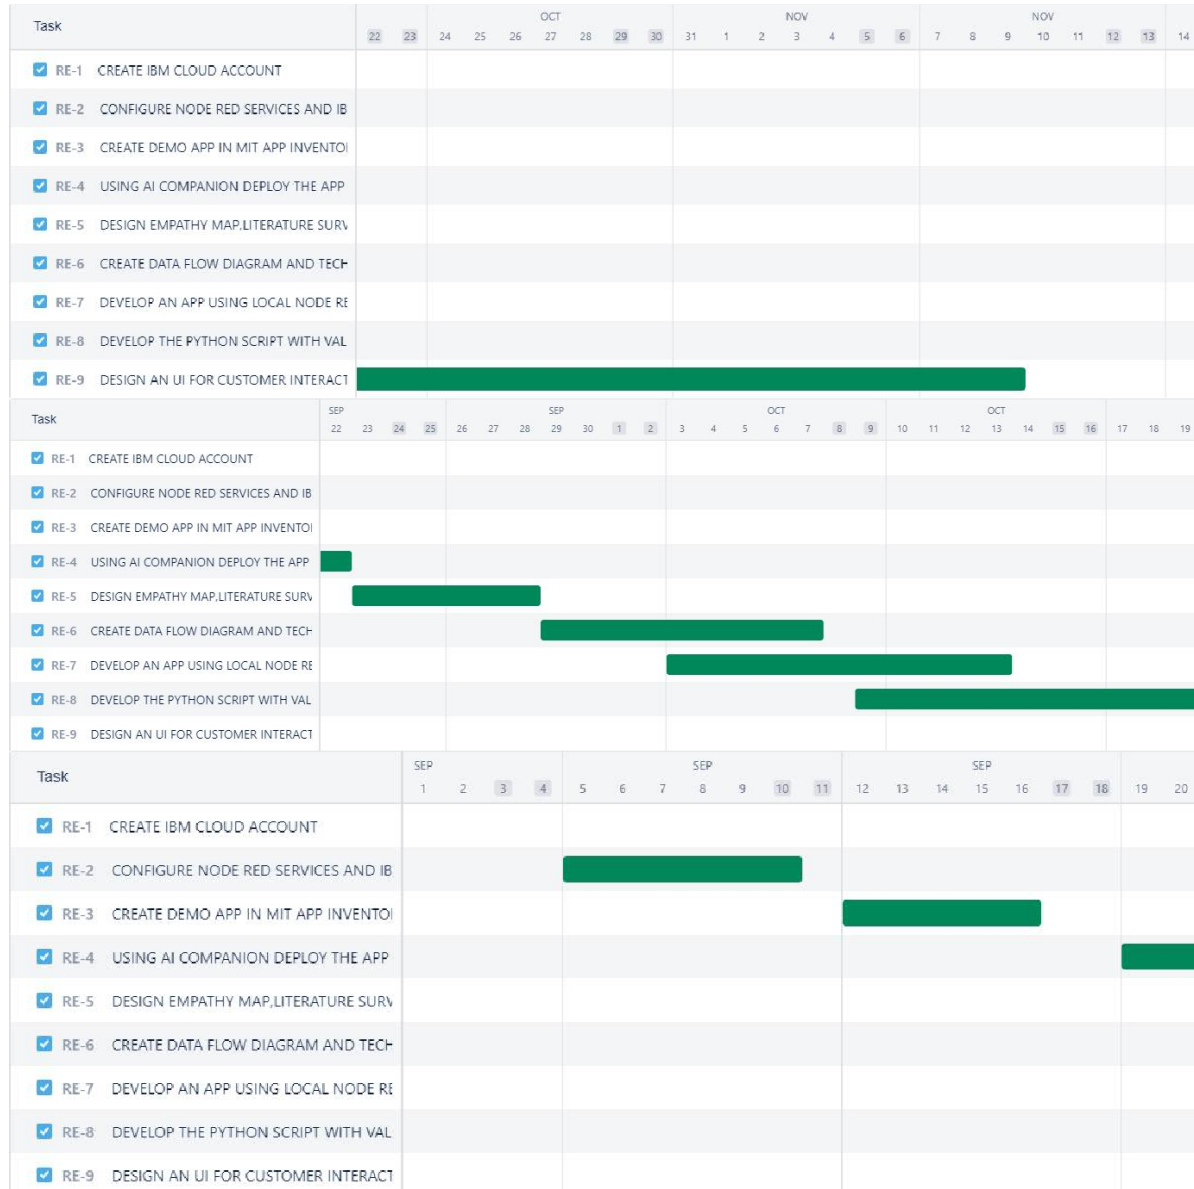 Task
OCT NOV NOV
22 23 24 25 26 27 28 29 30 31 1 2 3 4 5 6 7 8 9 10 11 12 13 14
RE-1 CREATE IBM CLOUD ACCOUNT
RE-2 CONFIGURE NODE RED SERVICES AND IB
RE-3 CREATE DEMO APP IN MIT APP INVENTO
RE-4 USING AI COMPANION DEPLOY THE APP
RE-5 DESIGN EMPATHY MAP,LITERATURE SURV
RE-6 CREATE DATA FLOW DIAGRAM AND TECH
RE-7 DEVELOP AN APP USING LOCAL NODE RE
RE-8 DEVELOP THE PYTHON SCRIPT WITH VAL
RE-9 DESIGN AN UI FOR CUSTOMER INTERACT
Task
SEP SEP OCT OCT
22 23 24 25 26 27 28 29 30 1 2 3 4 5 6 7 8 9 10 11 12 13 14 15 16 17 18 19
RE-1 CREATE IBM CLOUD ACCOUNT
RE-2 CONFIGURE NODE RED SERVICES AND IB
RE-3 CREATE DEMO APP IN MIT APP INVENTO
RE-4 USING AI COMPANION DEPLOY THE APP
RE-5 DESIGN EMPATHY MAP,LITERATURE SURV
RE-6 CREATE DATA FLOW DIAGRAM AND TECH
RE-7 DEVELOP AN APP USING LOCAL NODE RE
RE-8 DEVELOP THE PYTHON SCRIPT WITH VAL
RE-9 DESIGN AN UI FOR CUSTOMER INTERACT
Task
SEP SEP SEP
1 2 3 4 5 6 7 8 9 10 11 12 13 14 15 16 17 18 19 20
RE-1 CREATE IBM CLOUD ACCOUNT
RE-2 CONFIGURE NODE RED SERVICES AND IB
RE-3 CREATE DEMO APP IN MIT APP INVENTO
RE-4 USING AI COMPANION DEPLOY THE APP
RE-5 DESIGN EMPATHY MAP,LITERATURE SURV
RE-6 CREATE DATA FLOW DIAGRAM AND TECH
RE-7 DEVELOP AN APP USING LOCAL NODE RE
RE-8 DEVELOP THE PYTHON SCRIPT WITH VAL
RE-9 DESIGN AN UI FOR CUSTOMER INTERACT